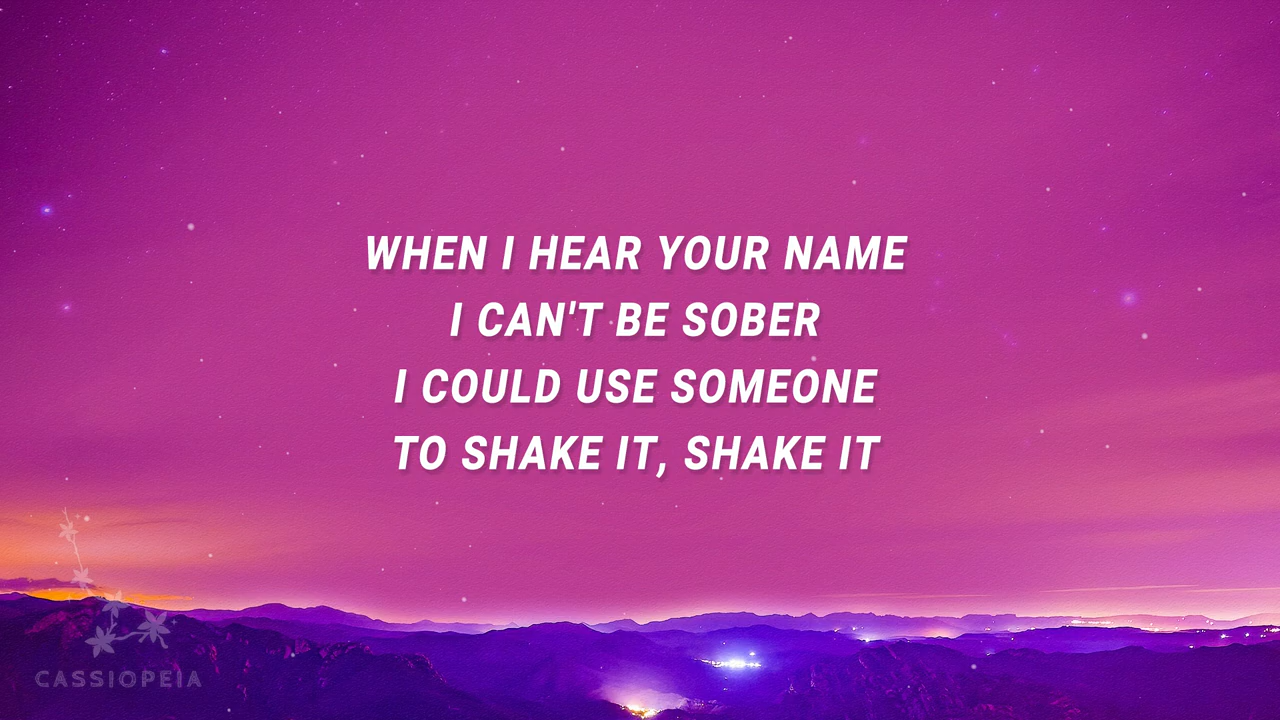 WHEN I HEAR YOUR NAME
I CAN'T BE SOBER
I COULD USE SOMEONE
TO SHAKE IT, SHAKE IT
CASSIOPEIA